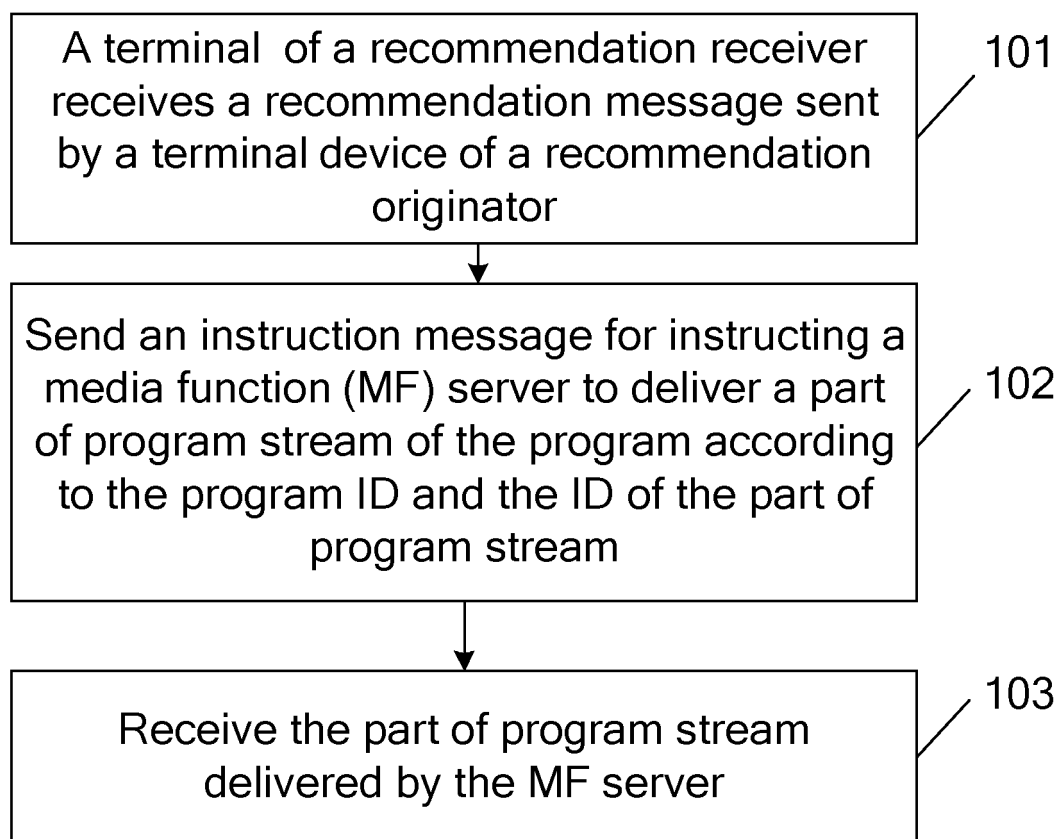 A terminal of a recommendation receiver
receives a recommendation message sent
by a terminal device of a recommendation
originator
101
Send an instruction message for instructing a
media function (MF) server to deliver a part
of program stream of the program according
to the program ID and the ID of the part of
program stream
102
Receive the part of program stream
delivered by the MF server
103